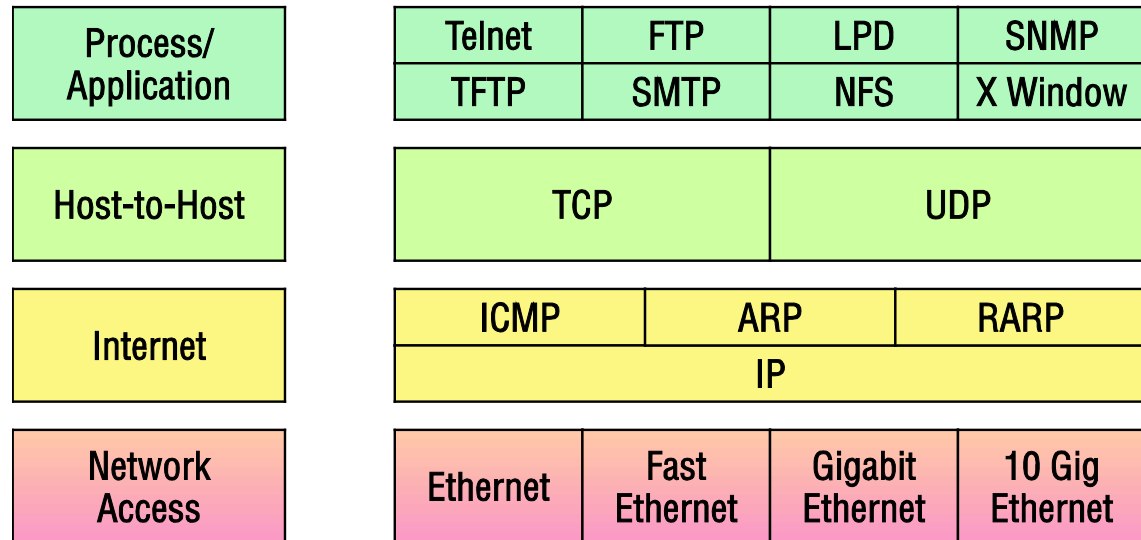 Process/
Application
Telnet FTP LPD SNMP
TFTP SMTP NFS X Window
Host-to-Host
TCP UDP
Internet
ICMP ARP RARP
IP
Network
Access
Ethernet
Fast
Ethernet
Gigabit
Ethernet
10 Gig
Ethernet